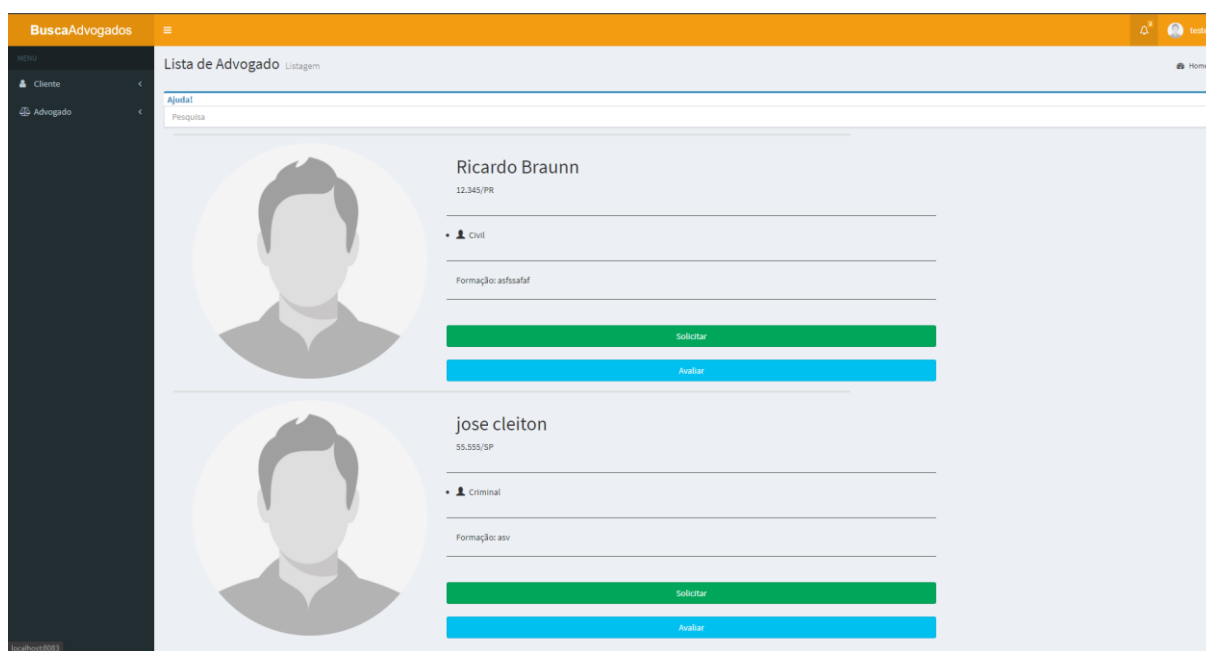 BuscaAdvogados
teste
MENU
Cliente
Advogado
Lista de Advogado Listagem
Home
Ajuda!
Pesquisa
Ricardo Braunn
12.345/PR
Civil
Formação: asfssafaf
Solicitar
Avaliar
jose cleiton
55.555/SP
Criminal
Formação: asv
Solicitar
Avaliar
localhost:8083